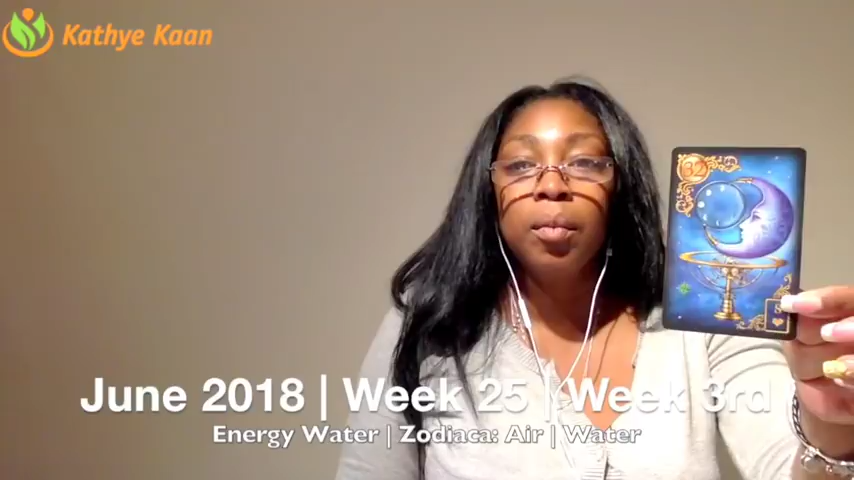 Kathye Kaan
32
June 2018 | Week 25 | Week 3rd
Energy Water | Zodiaca: Air | Water